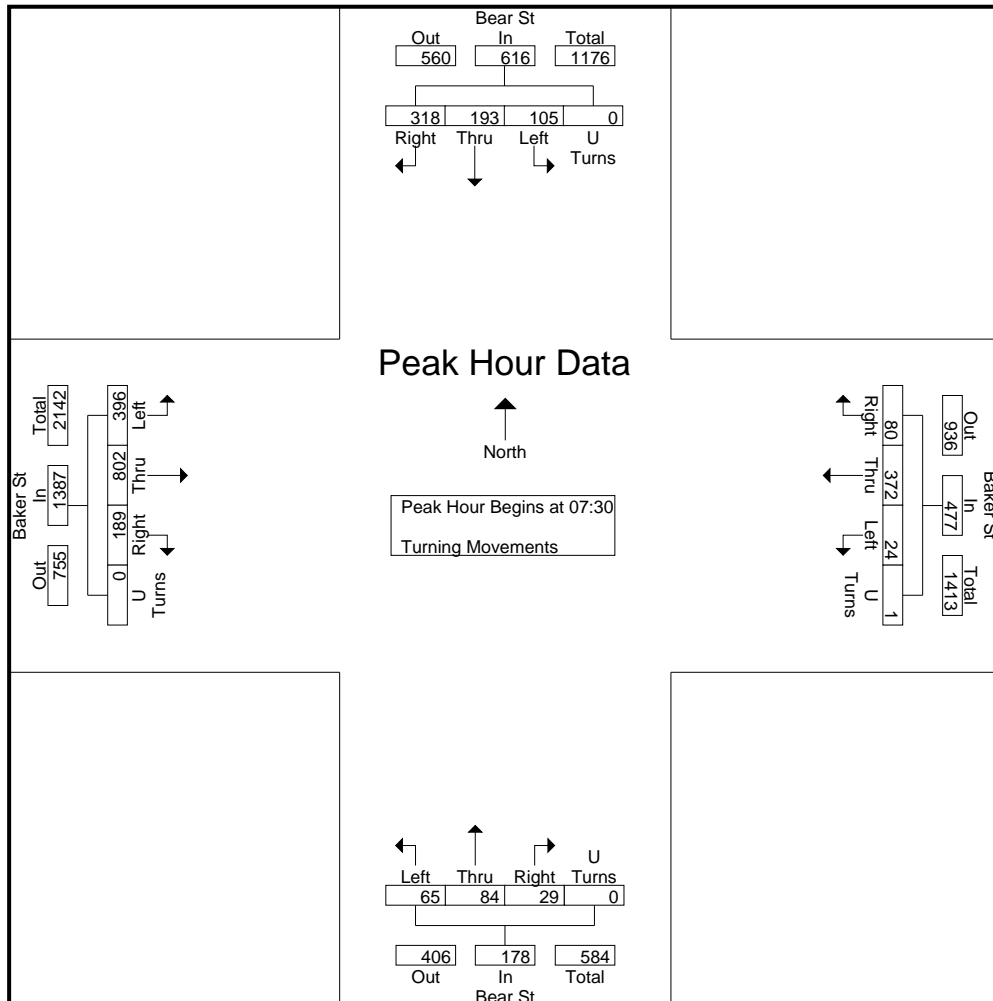 Bear St
Out In Total
560 616 1176
318 193 105 0
Right Thru Left U Turns
Peak Hour Data
North
Peak Hour Begins at 07:30
Turning Movements
Baker St
Total In Out
2142 1387 755
396 802 189 0
Left Thru Right U Turns
Baker St
Out In Total
936 477 1413
80 372 24 1
Right Thru Left U Turns
Left Thru Right U Turns
65 84 29 0
406 178 584
Out In Total
Bear St